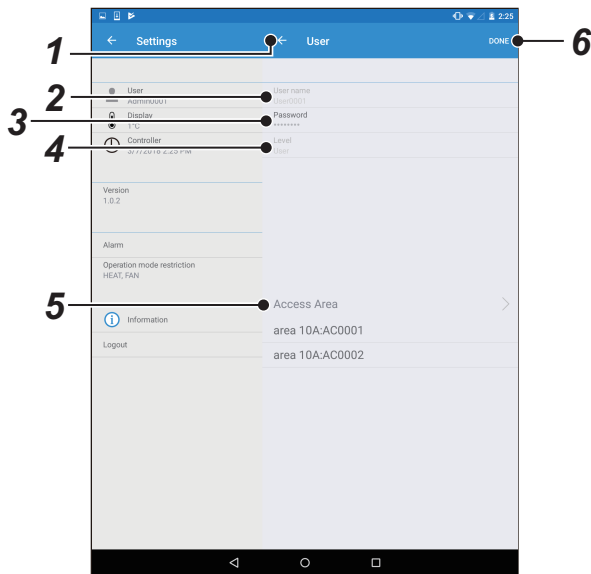 2:25
Settings
User
DONE
User
Admin0001
Display
1°C
Controller
3/7/2018 2:25 PM
Version
1.0.2
Alarm
Operation mode restriction
HEAT, FAN
Information
Logout
User name
User0001
Password
********
Level
User
Access Area
area 10A:AC0001
area 10A:AC0002
1
2
3
4
5
6